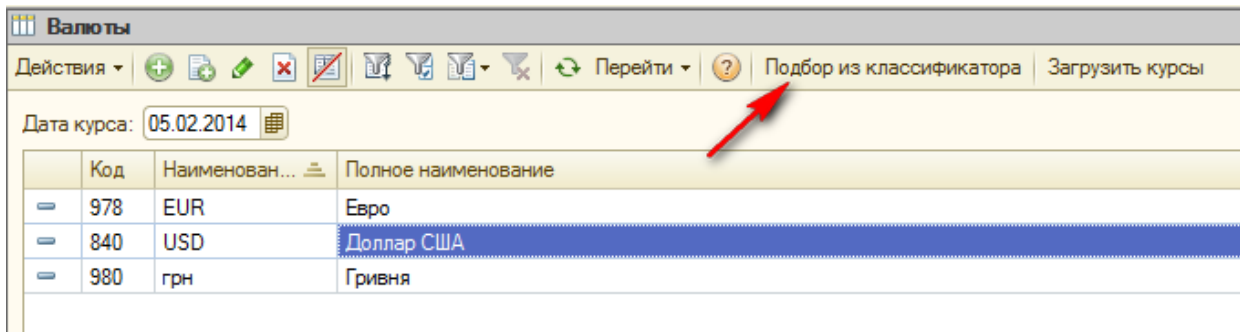 Валюты
Действия Перейти ? Подбор из классификатора Загрузить курсы
Дата курса: 05.02.2014
Код Наименован... Полное наименование
978 EUR Евро
840 USD Доллар США
980 грн Гривня